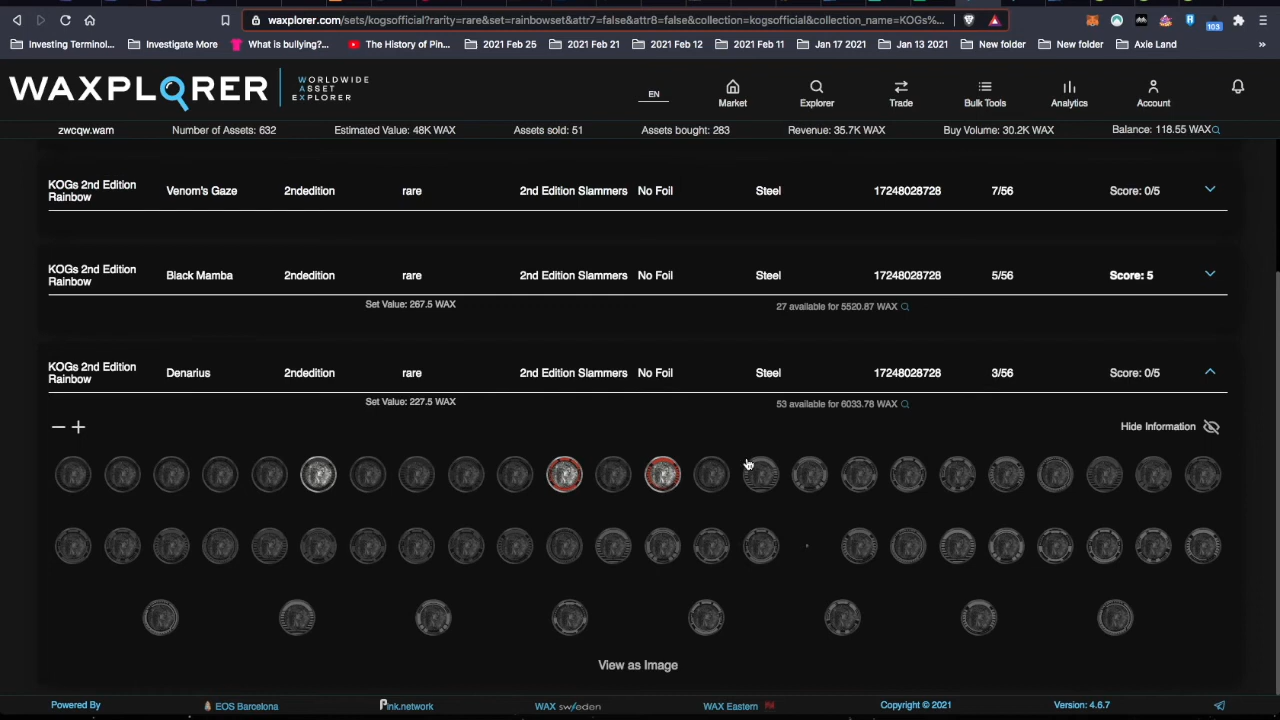 waxplorer.com/sets/kogsofficial?rarity=rare&set=rainbowset&attr7=false&attr8=false&collection=kogsofficial&collection_name=KOGs%...
103
Investing Terminol... Investigate More What is bullying?... The History of Pin... 2021 Feb 25 2021 Feb 21 2021 Feb 12 2021 Feb 11 Jan 17 2021 Jan 13 2021 New folder New folder Axie Land »
WAXPLORER
WORLDWIDE
ASSET
EXPLORER
EN Market Explorer Trade Bulk Tools Analytics Account
zwcqw.wam Number of Assets: 632 Estimated Value: 48K WAX Assets sold: 51 Assets bought: 283 Revenue: 35.7K WAX Buy Volume: 30.2K WAX Balance: 118.55 WAX
KOGs 2nd Edition Rainbow Venom's Gaze 2ndedition rare 2nd Edition Slammers No Foil Steel 17248028728 7/56 Score: 0/5
KOGs 2nd Edition Rainbow Black Mamba 2ndedition rare 2nd Edition Slammers No Foil Steel 17248028728 5/56 Score: 5
Set Value: 267.5 WAX 27 available for 5520.87 WAX
KOGs 2nd Edition Rainbow Denarius 2ndedition rare 2nd Edition Slammers No Foil Steel 17248028728 3/56 Score: 0/5
Set Value: 227.5 WAX 53 available for 6033.78 WAX
Hide Information
View as Image
Powered By EOS Barcelona Pink.network WAX sw/eden WAX Eastern Copyright © 2021 Version: 4.6.7